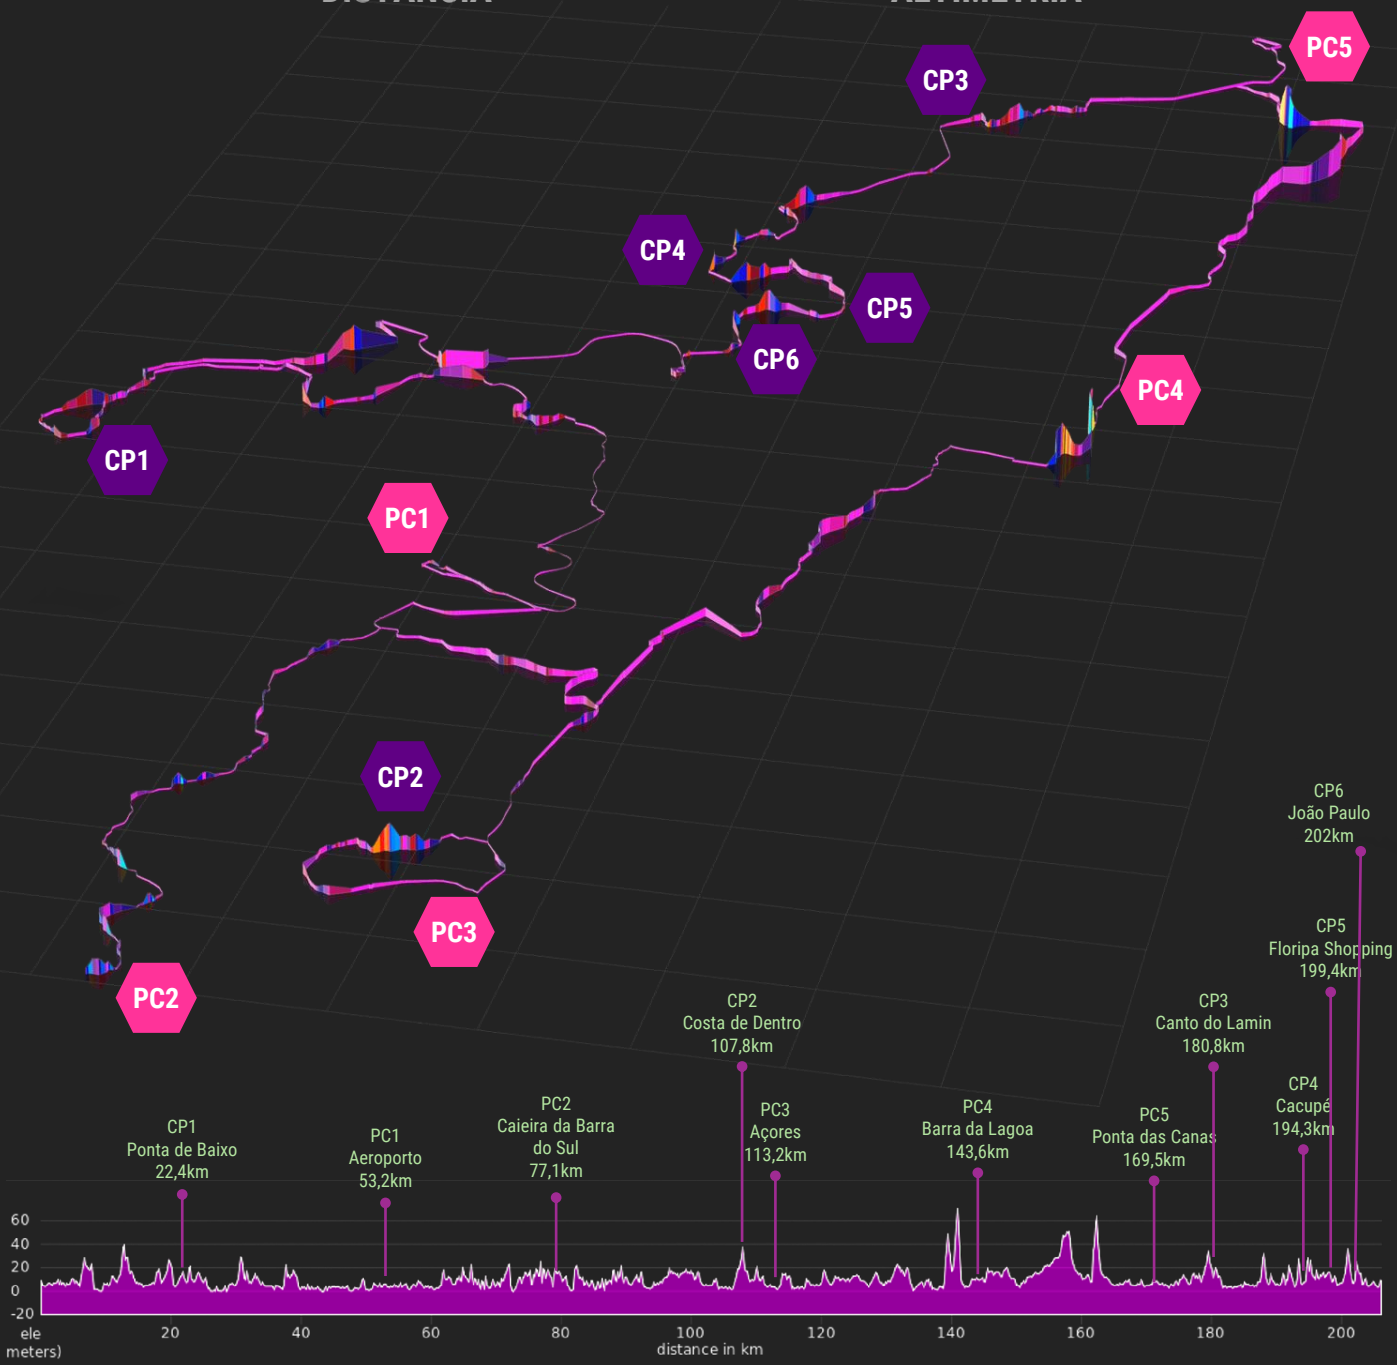 DISTÂNCIA
ALTIMETRIA
PC5
CP3
CP4
CP5
CP6
PC4
CP1
PC1
CP2
PC3
PC2
CP6
João Paulo
202km
CP5
Floripa Shopping
199,4km
CP2
Costa de Dentro
107,8km
CP3
Canto do Lamin
180,8km
CP4
Cacupé
194,3km
PC2
Caieira da Barra
do Sul
77,1km
PC3
Açores
113,2km
PC4
Barra da Lagoa
143,6km
PC5
Ponta das Canas
169,5km
CP1
Ponta de Baixo
22,4km
PC1
Aeroporto
53,2km
60
40
20
0
-20
ele
meters)
20
40
60
80
100
120
140
160
180
200
distance in km